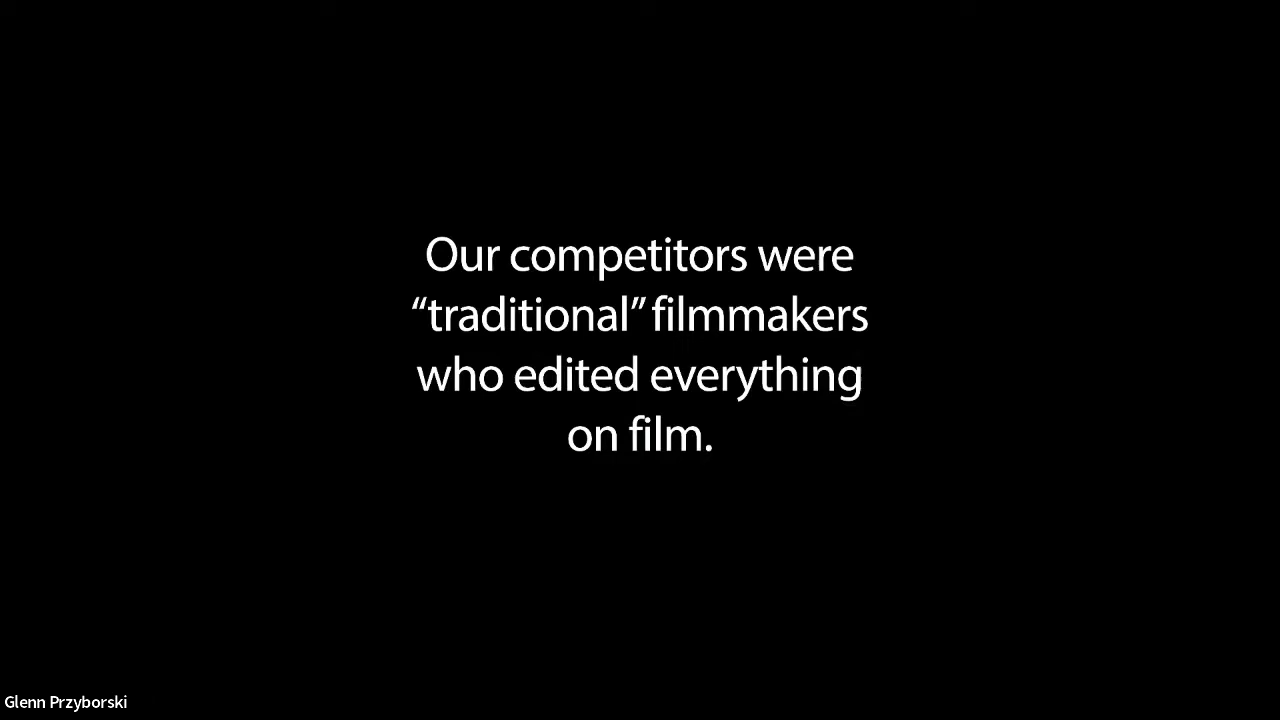 Our competitors were
“traditional” filmmakers
who edited everything
on film.
Glenn Przyborski